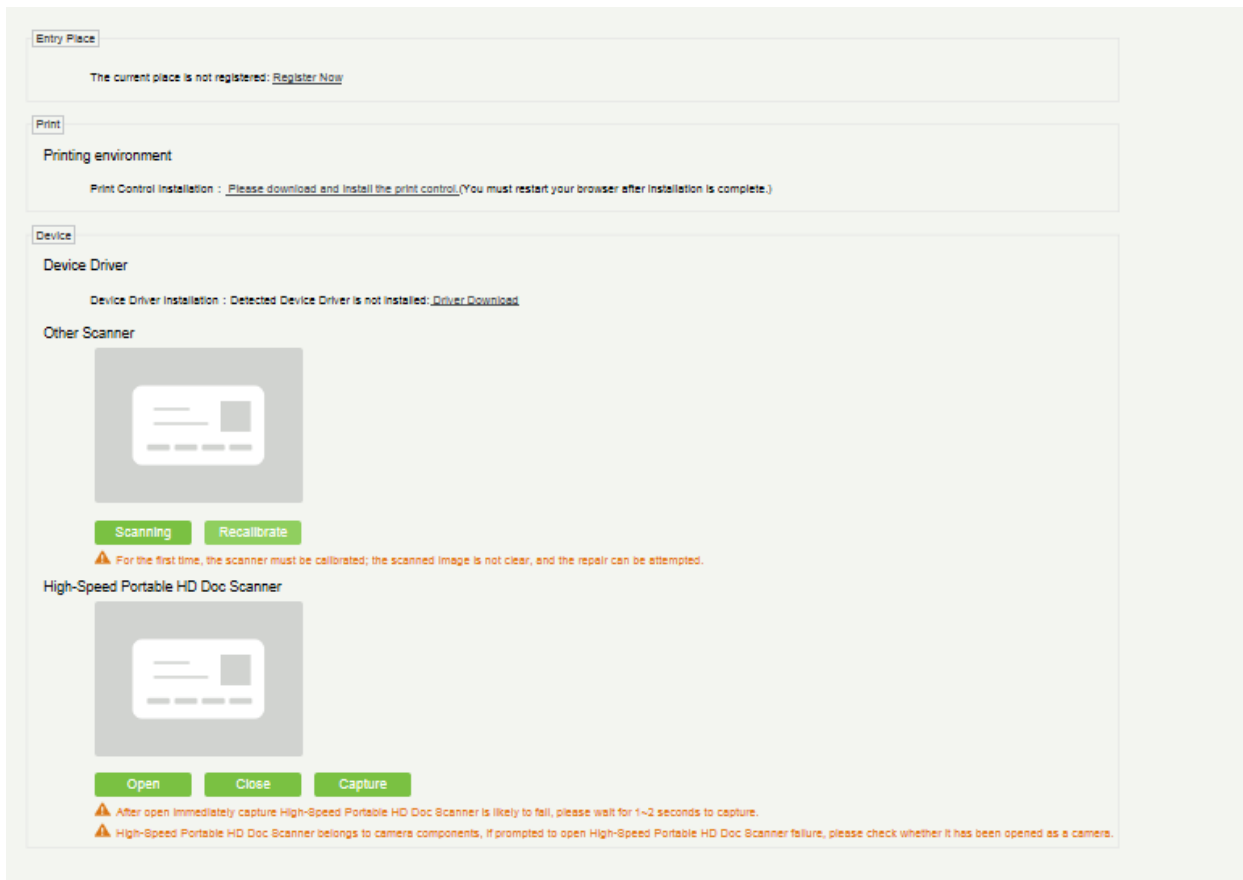 Entry Place
The current place is not registered: Register Now
Print
Printing environment
Print Control Installation : Please download and install the print control.(You must restart your browser after installation is complete.)
Device
Device Driver
Device Driver Installation : Detected Device Driver is not installed: Driver Download
Other Scanner
Scanning Recalibrate
For the first time, the scanner must be calibrated; the scanned image is not clear, and the repair can be attempted.
High-Speed Portable HD Doc Scanner
Open Close Capture
After open immediately capture High-Speed Portable HD Doc Scanner is likely to fail, please wait for 1~2 seconds to capture.
High-Speed Portable HD Doc Scanner belongs to camera components, if prompted to open High-Speed Portable HD Doc Scanner failure, please check whether it has been opened as a camera.